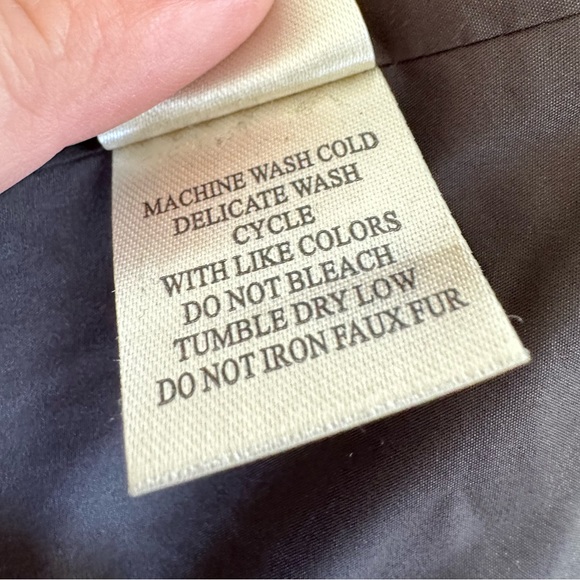 MACHINE WASH COLD
DELICATE WASH
CYCLE
WITH LIKE COLORS
DO NOT BLEACH
TUMBLE DRY LOW
DO NOT IRON FAUX FUR